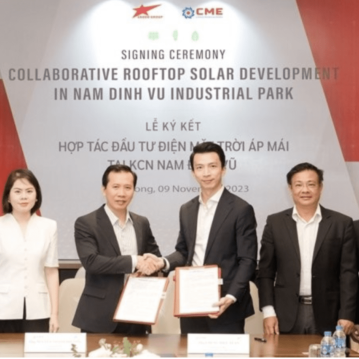 CME
SIGNING CEREMONY
COLLABORATIVE ROOFTOP SOLAR DEVELOPMENT
IN NAM DINH VU INDUSTRIAL PARK
LỄ KÝ KẾT
HỢP TÁC ĐẦU TƯ ĐIỆN TRỜI ÁP MÁI
TẠI KCN NAM VŨ
09 2023